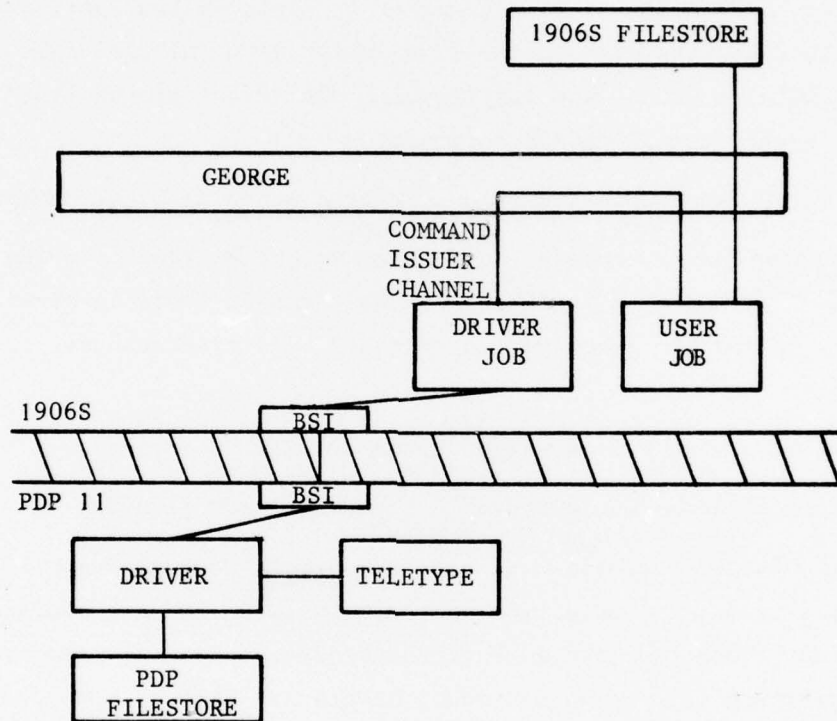 1906S FILESTORE
GEORGE
COMMAND
ISSUER
CHANNEL
DRIVER
JOB
USER
JOB
1906S
BSI
BSI
PDP 11
DRIVER
TELETYPE
PDP
FILESTORE